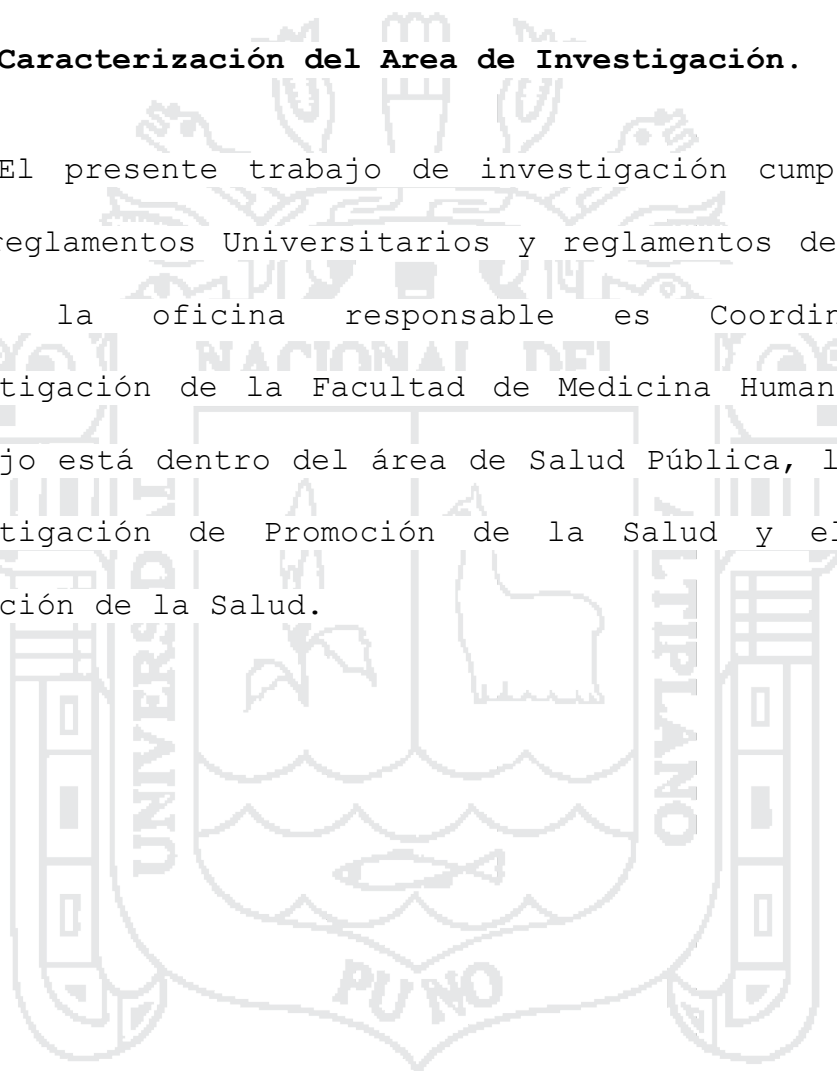 Caracterización del Area de Investigación.
El presente trabajo de investigación cump
reglamentos Universitarios y reglamentos de
la oficina responsable es Coordin
tigación de la Facultad de Medicina Human
jo está dentro del área de Salud Pública, l
tigación de Promoción de la Salud y el
ción de la Salud.
NACIONAL DEL
UNIVERSID
ALTIPLANO
PUNO